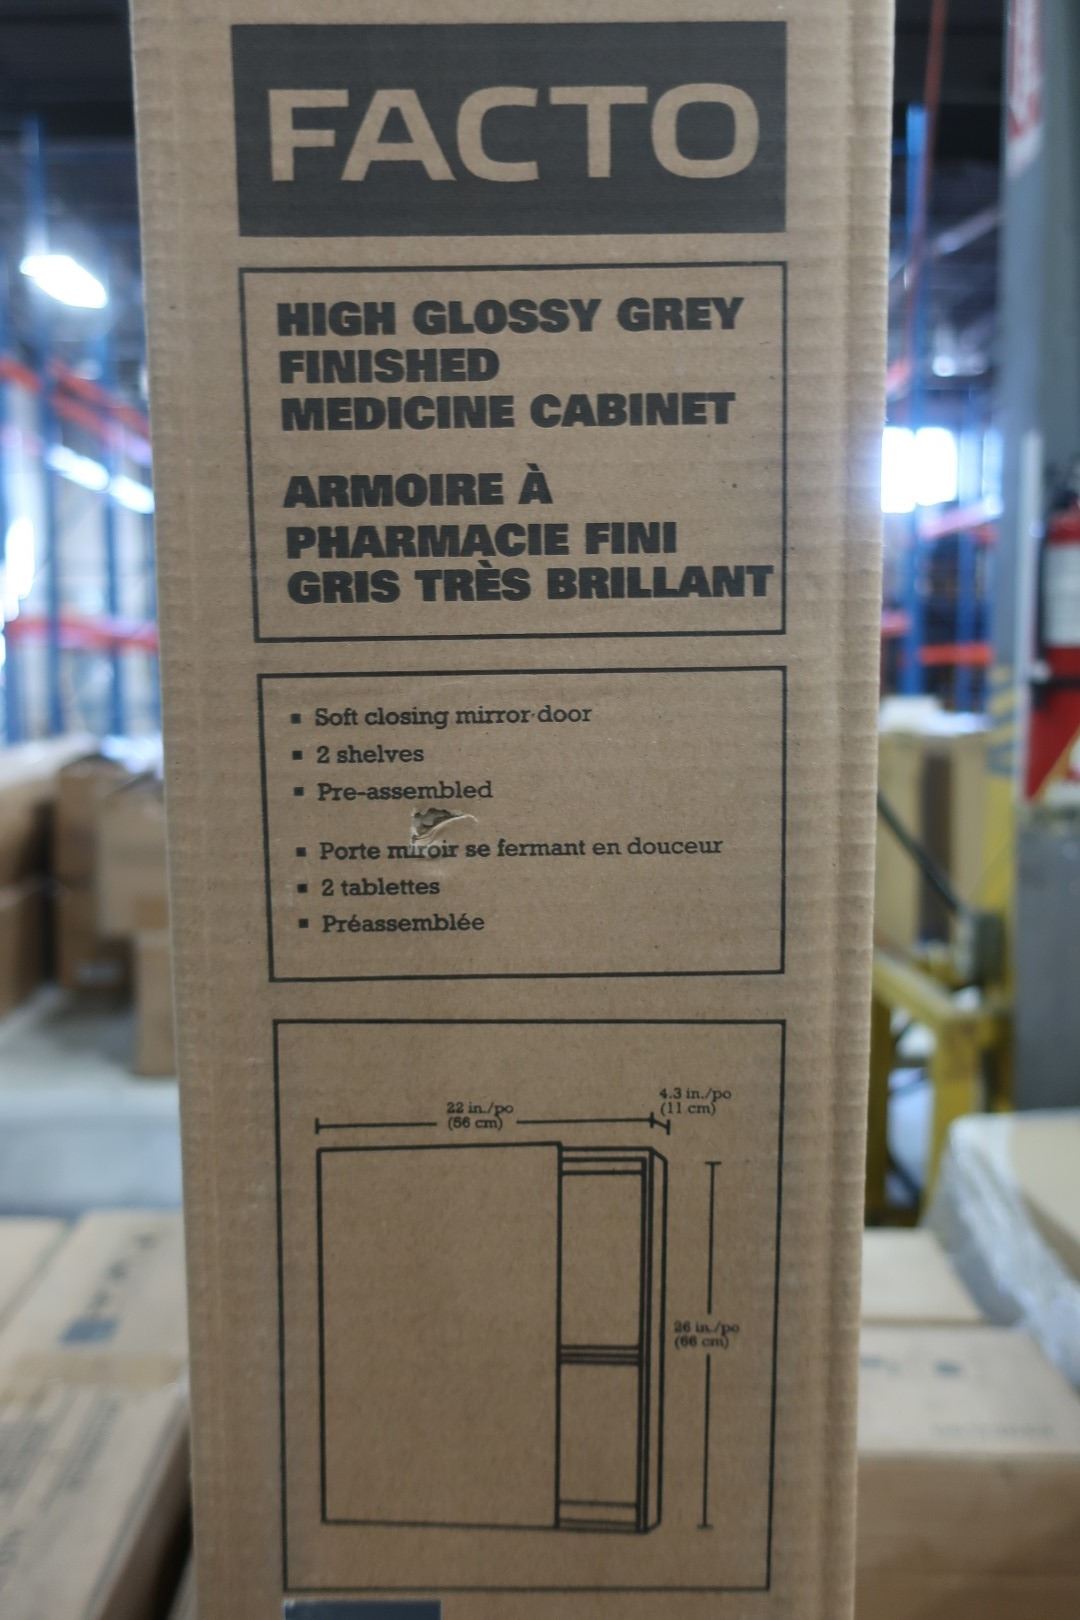 FACTO
HIGH GLOSSY GREY
FINISHED
MEDICINE CABINET
ARMOIRE À
PHARMACIE FINI
GRIS TRÈS BRILLANT
▪ Soft closing mirror door
▪ 2 shelves
▪ Pre-assembled
▪ Porte miroir se fermant en douceur
▪ 2 tablettes
▪ Préassemblée
22 in./po
(56 cm)
4.3 in./po
(11 cm)
26 in./po
(66 cm)